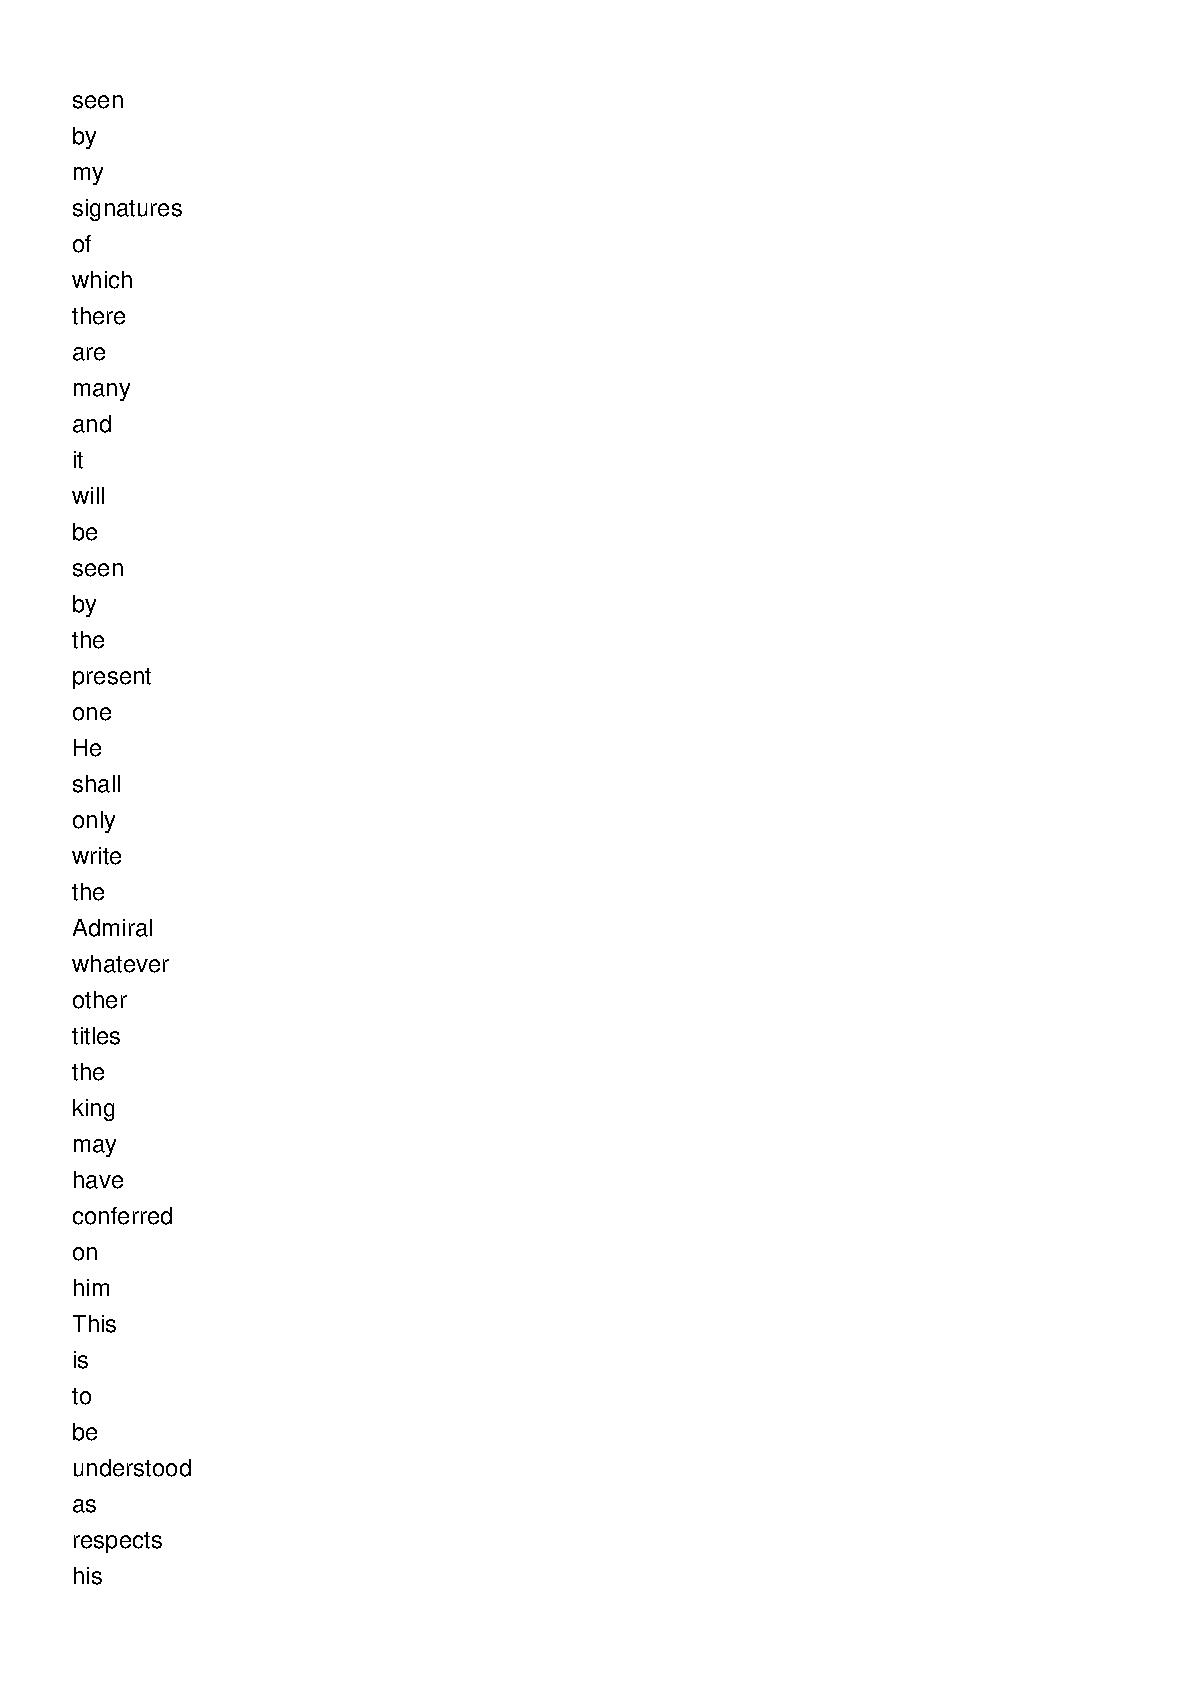 seen
by
my
signatures
of
which
there
are
many
and
it
will
be
seen
by
the
present
one
He
shall
only
write
the
Admiral
whatever
other
titles
the
king
may
have
conferred
on
him
This
is
to
be
understood
as
respects
his